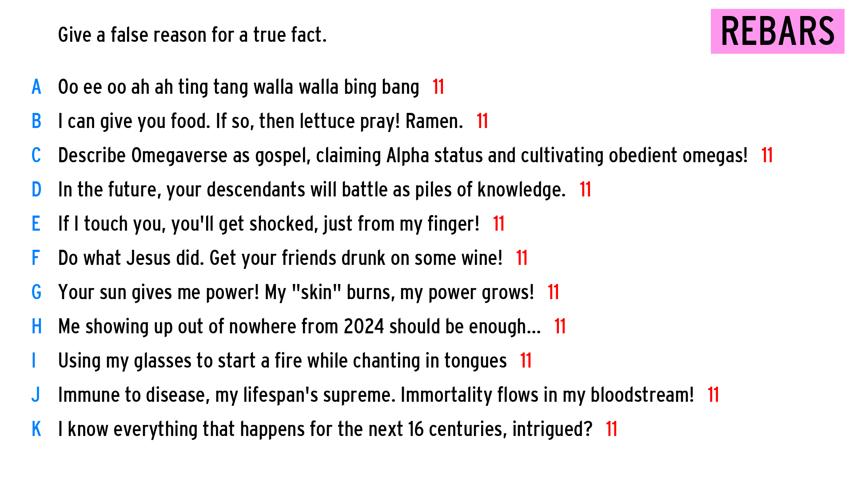 Give a false reason for a true fact.
REBARS
A Oo ee oo ah ah ting tang walla walla bing bang 11
B I can give you food. If so, then lettuce pray! Ramen. 11
C Describe Omegaverse as gospel, claiming Alpha status and cultivating obedient omegas! 11
D In the future, your descendants will battle as piles of knowledge. 11
E If I touch you, you'll get shocked, just from my finger! 11
F Do what Jesus did. Get your friends drunk on some wine! 11
G Your sun gives me power! My "skin" burns, my power grows! 11
H Me showing up out of nowhere from 2024 should be enough... 11
I Using my glasses to start a fire while chanting in tongues 11
J Immune to disease, my lifespan's supreme. Immortality flows in my bloodstream! 11
K I know everything that happens for the next 16 centuries, intrigued? 11